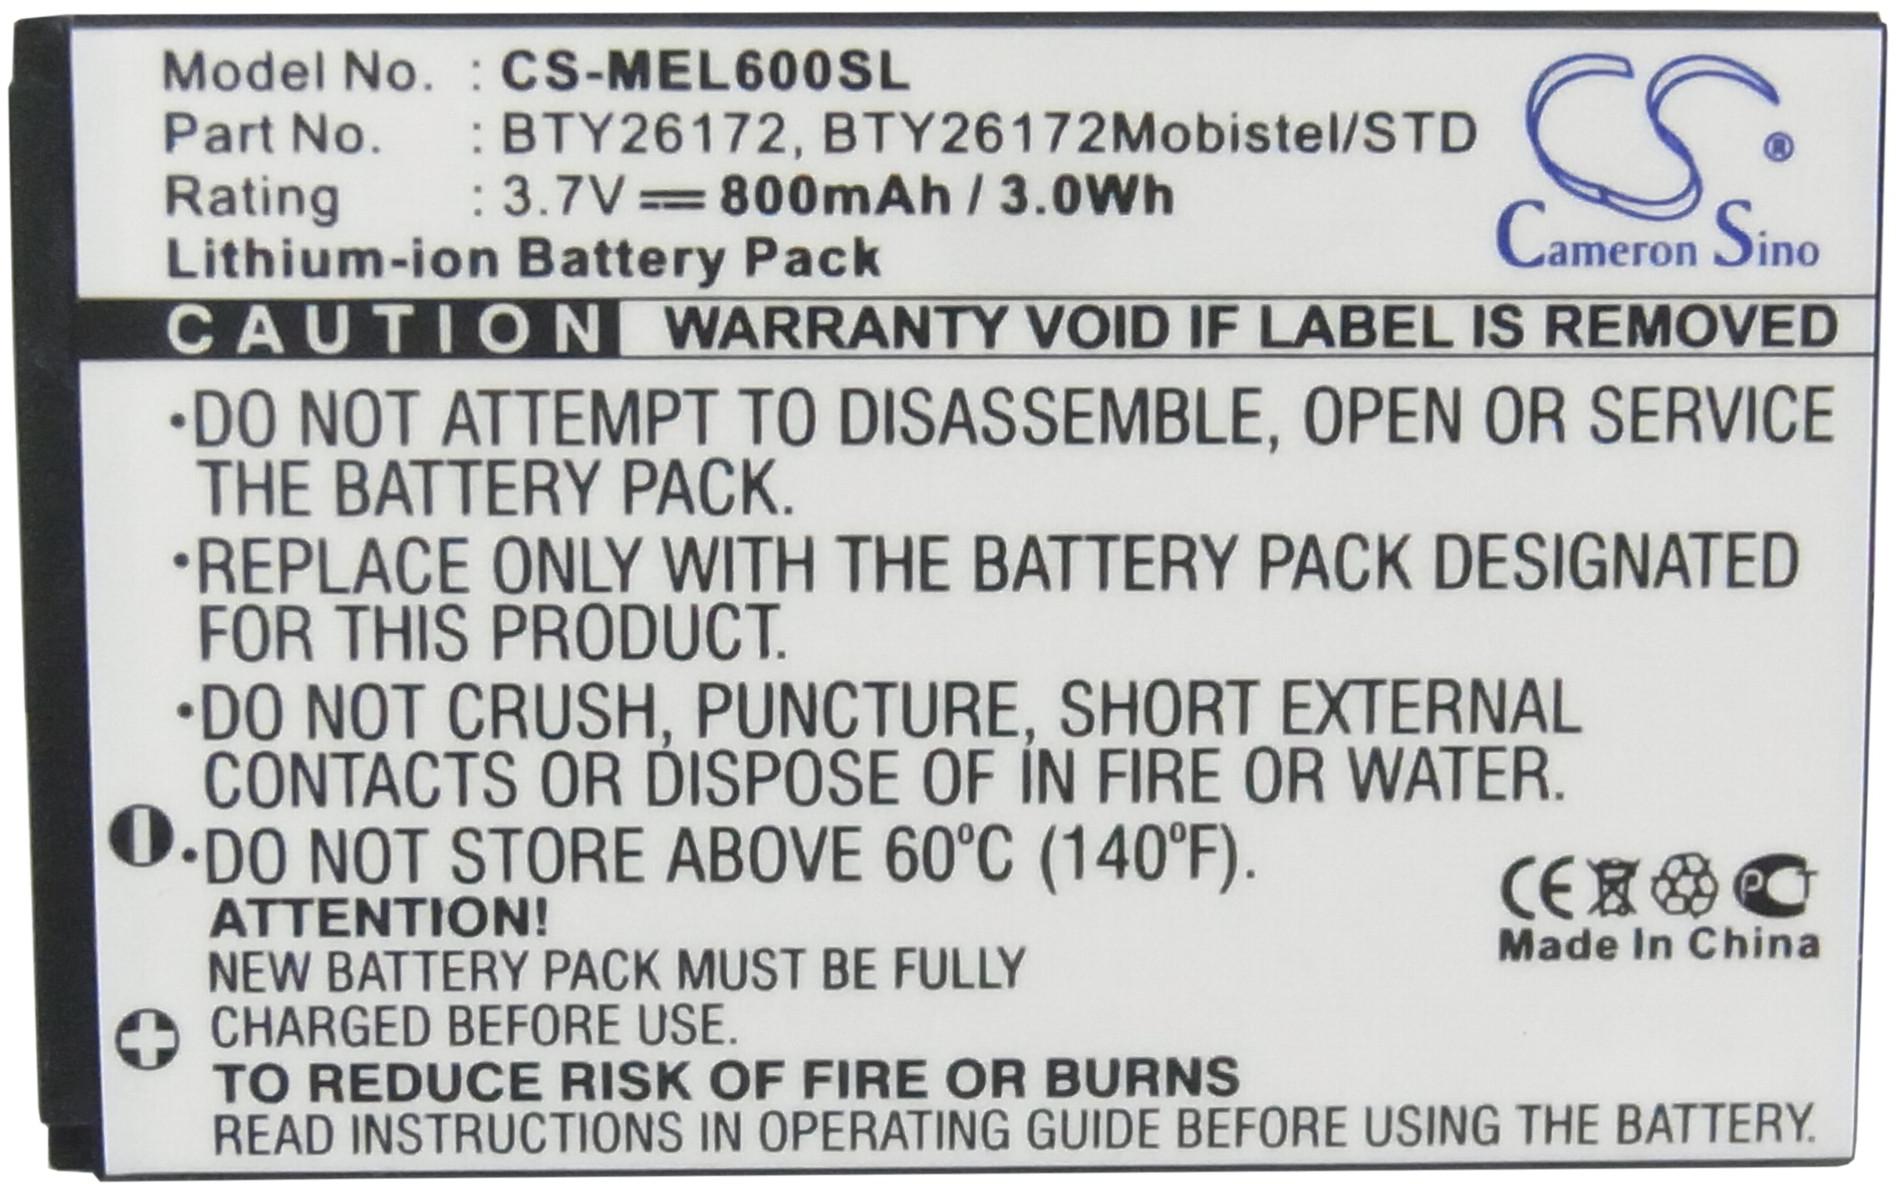 Model No. : CS-MEL600SL
Part No. : BTY26172, BTY26172Mobistel/STD
Rating : 3.7V 800mAh / 3.0Wh
Lithium-ion Battery Pack
CS ®
Cameron Sino
CAUTION WARRANTY VOID IF LABEL IS REMOVED
•DO NOT ATTEMPT TO DISASSEMBLE, OPEN OR SERVICE
THE BATTERY PACK.
•REPLACE ONLY WITH THE BATTERY PACK DESIGNATED
FOR THIS PRODUCT.
•DO NOT CRUSH, PUNCTURE, SHORT EXTERNAL
CONTACTS OR DISPOSE OF IN FIRE OR WATER.
•DO NOT STORE ABOVE 60ºC (140ºF).
ATTENTION!
NEW BATTERY PACK MUST BE FULLY
CHARGED BEFORE USE.
TO REDUCE RISK OF FIRE OR BURNS
READ INSTRUCTIONS IN OPERATING GUIDE BEFORE USING THE BATTERY.
CE PCT
Made In China